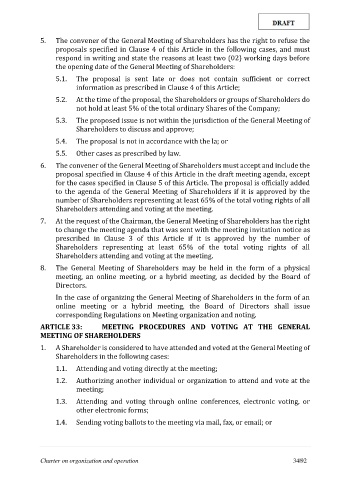 DRAFT
5. The convener of the General Meeting of Shareholders has the right to refuse the
proposals specified in Clause 4 of this Article in the following cases, and must
respond in writing and state the reasons at least two (02) working days before
the opening date of the General Meeting of Shareholders:
5.1. The proposal is sent late or does not contain sufficient or correct
information as prescribed in Clause 4 of this Article;
5.2. At the time of the proposal, the Shareholders or groups of Shareholders do
not hold at least 5% of the total ordinary Shares of the Company;
5.3. The proposed issue is not within the jurisdiction of the General Meeting of
Shareholders to discuss and approve;
5.4. The proposal is not in accordance with the la; or
5.5. Other cases as prescribed by law.
6. The convener of the General Meeting of Shareholders must accept and include the
proposal specified in Clause 4 of this Article in the draft meeting agenda, except
for the cases specified in Clause 5 of this Article. The proposal is officially added
to the agenda of the General Meeting of Shareholders if it is approved by the
number of Shareholders representing at least 65% of the total voting rights of all
Shareholders attending and voting at the meeting.
7. At the request of the Chairman, the General Meeting of Shareholders has the right
to change the meeting agenda that was sent with the meeting invitation notice as
prescribed in Clause 3 of this Article if it is approved by the number of
Shareholders representing at least 65% of the total voting rights of all
Shareholders attending and voting at the meeting.
8. The General Meeting of Shareholders may be held in the form of a physical
meeting, an online meeting, or a hybrid meeting, as decided by the Board of
Directors.
In the case of organizing the General Meeting of Shareholders in the form of an
online meeting or a hybrid meeting, the Board of Directors shall issue
corresponding Regulations on Meeting organization and noting.
ARTICLE 33: MEETING PROCEDURES AND VOTING AT THE GENERAL
MEETING OF SHAREHOLDERS
1. A Shareholder is considered to have attended and voted at the General Meeting of
Shareholders in the following cases:
1.1. Attending and voting directly at the meeting;
1.2. Authorizing another individual or organization to attend and vote at the
meeting;
1.3. Attending and voting through online conferences, electronic voting, or
other electronic forms;
1.4. Sending voting ballots to the meeting via mail, fax, or email; or
Charter on organization and operation 34/92